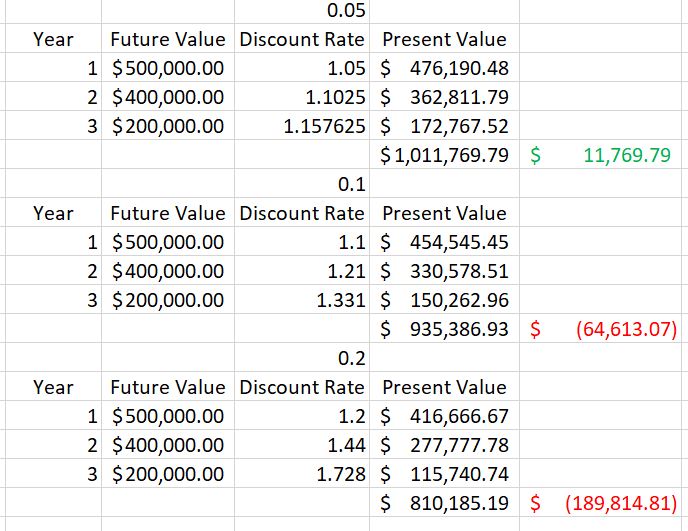 0.05
Year Future Value Discount Rate Present Value
1 $500,000.00 1.05 $ 476,190.48
2 $400,000.00 1.1025 $ 362,811.79
3 $200,000.00 1.157625 $ 172,767.52
$1,011,769.79 $ 11,769.79
0.1
Year Future Value Discount Rate Present Value
1 $500,000.00 1.1 $ 454,545.45
2 $400,000.00 1.21 $ 330,578.51
3 $200,000.00 1.331 $ 150,262.96
$ 935,386.93 $ (64,613.07)
0.2
Year Future Value Discount Rate Present Value
1 $500,000.00 1.2 $ 416,666.67
2 $400,000.00 1.44 $ 277,777.78
3 $200,000.00 1.728 $ 115,740.74
$ 810,185.19 $ (189,814.81)